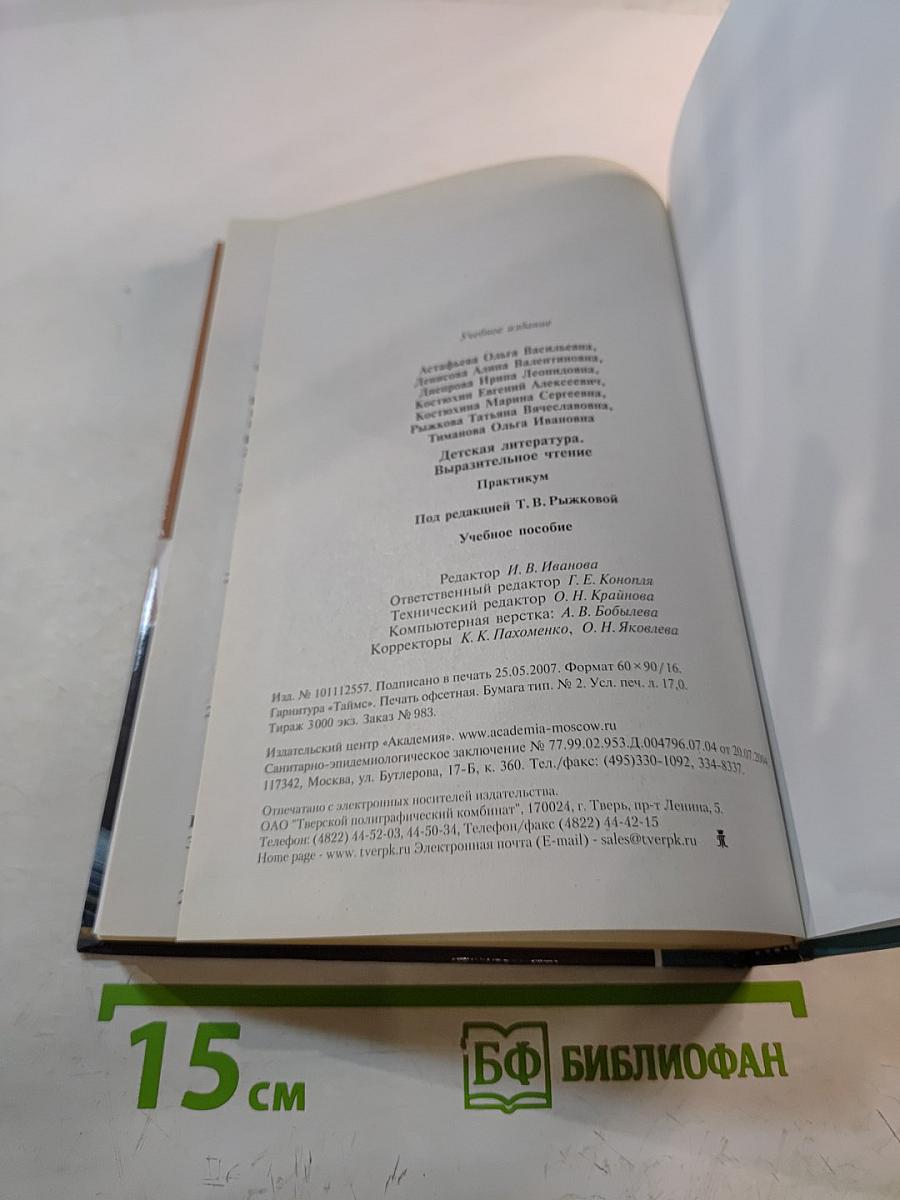 Учебное издание
Астафьева Ольга Васильевна,
Денисова Алина Валентиновна,
Днепрова Ирина Леонидовна,
Костюхин Евгений Алексеевич,
Костюхина Марина Сергеевна,
Рыжкова Татьяна Вячеславовна,
Тиманова Ольга Ивановна
Детская литература.
Выразительное чтение
Практикум
Под редакцией Т. В. Рыжковой
Учебное пособие
Редактор И. В. Иванова
Ответственный редактор Г. Е. Конопля
Технический редактор О. Н. Крайнова
Компьютерная верстка: А. В. Бобылева
Корректоры К. К. Пахоменко, О. Н. Яковлева
Изд. № 101112557. Подписано в печать 25.05.2007. Формат 60 × 90 / 16.
Гарнитура «Таймс». Печать офсетная. Бумага тип. № 2. Усл. печ. л. 17,0.
Тираж 3 000 экз. Заказ № 983.
Издательский центр «Академия». www.academia-moscow.ru
Санитарно-эпидемиологическое заключение № 77.99.02.953.Д.004796.07.04 от 20.07.2004
117342, Москва, ул. Бутлерова, 17-Б, к. 360. Тел./факс: (495)330-1092, 334-8337.
Отпечатано с электронных носителей издательства.
ОАО "Тверской полиграфический комбинат", 170024, г. Тверь, пр-т Ленина, 5.
Телефон: (4822) 44-52-03, 44-50-34, Телефон/факс (4822) 44-42-15
Home page - www. tverpk.ru Электронная почта (E-mail) - sales@tverpk.ru
15 см
БФ БИБЛИОФАН